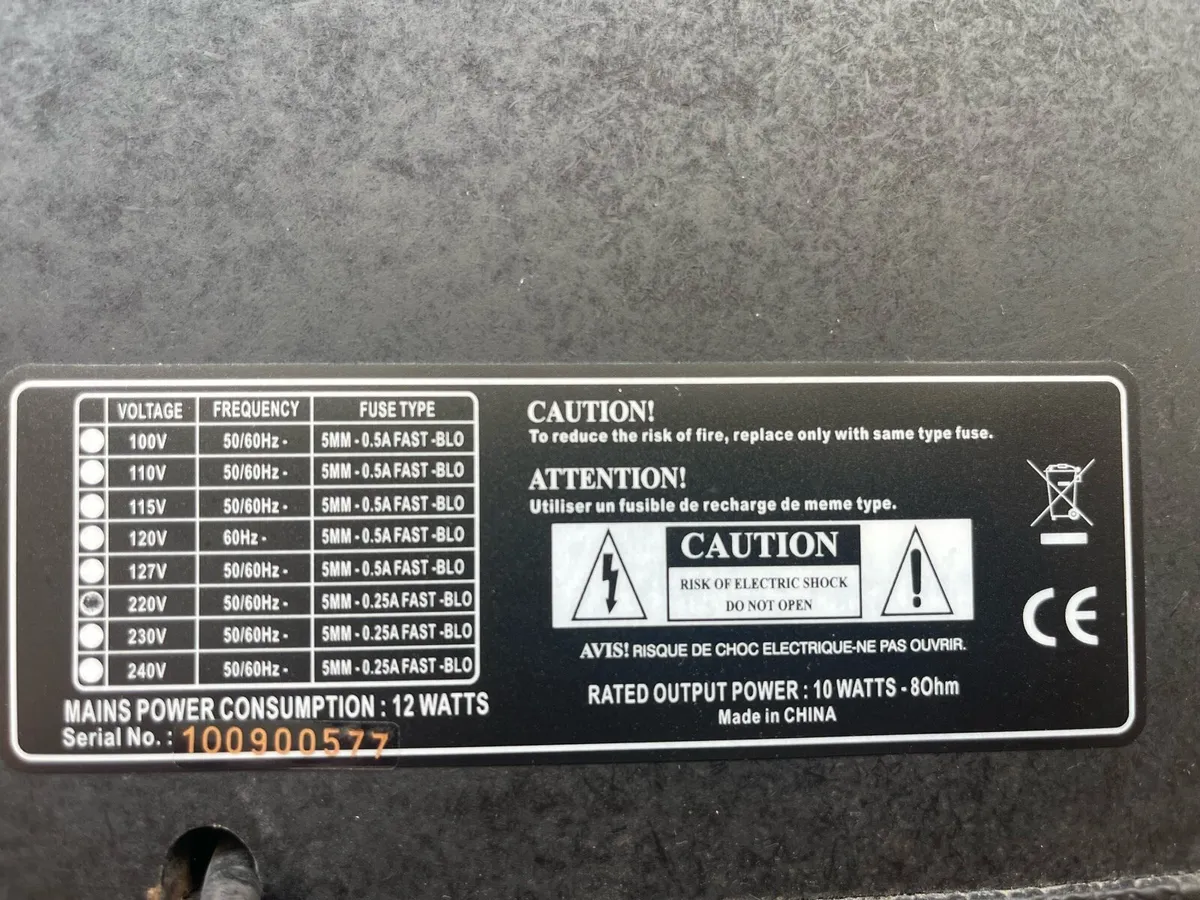 VOLTAGE FREQUENCY FUSE TYPE
100V 50/60Hz - 5MM - 0.5A FAST -BLO
110V 50/60Hz - 5MM - 0.5A FAST -BLO
115V 50/60Hz - 5MM - 0.5A FAST -BLO
120V 60Hz - 5MM - 0.5A FAST -BLO
127V 50/60Hz - 5MM - 0.5A FAST -BLO
220V 50/60Hz - 5MM - 0.25A FAST -BLO
230V 50/60Hz - 5MM - 0.25A FAST -BLO
240V 50/60Hz - 5MM - 0.25A FAST -BLO
MAINS POWER CONSUMPTION : 12 WATTS
Serial No. : 100900577
CAUTION!
To reduce the risk of fire, replace only with same type fuse.
ATTENTION!
Utiliser un fusible de recharge de meme type.
CAUTION
RISK OF ELECTRIC SHOCK
DO NOT OPEN
AVIS! RISQUE DE CHOC ELECTRIQUE-NE PAS OUVRIR.
RATED OUTPUT POWER : 10 WATTS - 8Ohm
Made in CHINA
CE